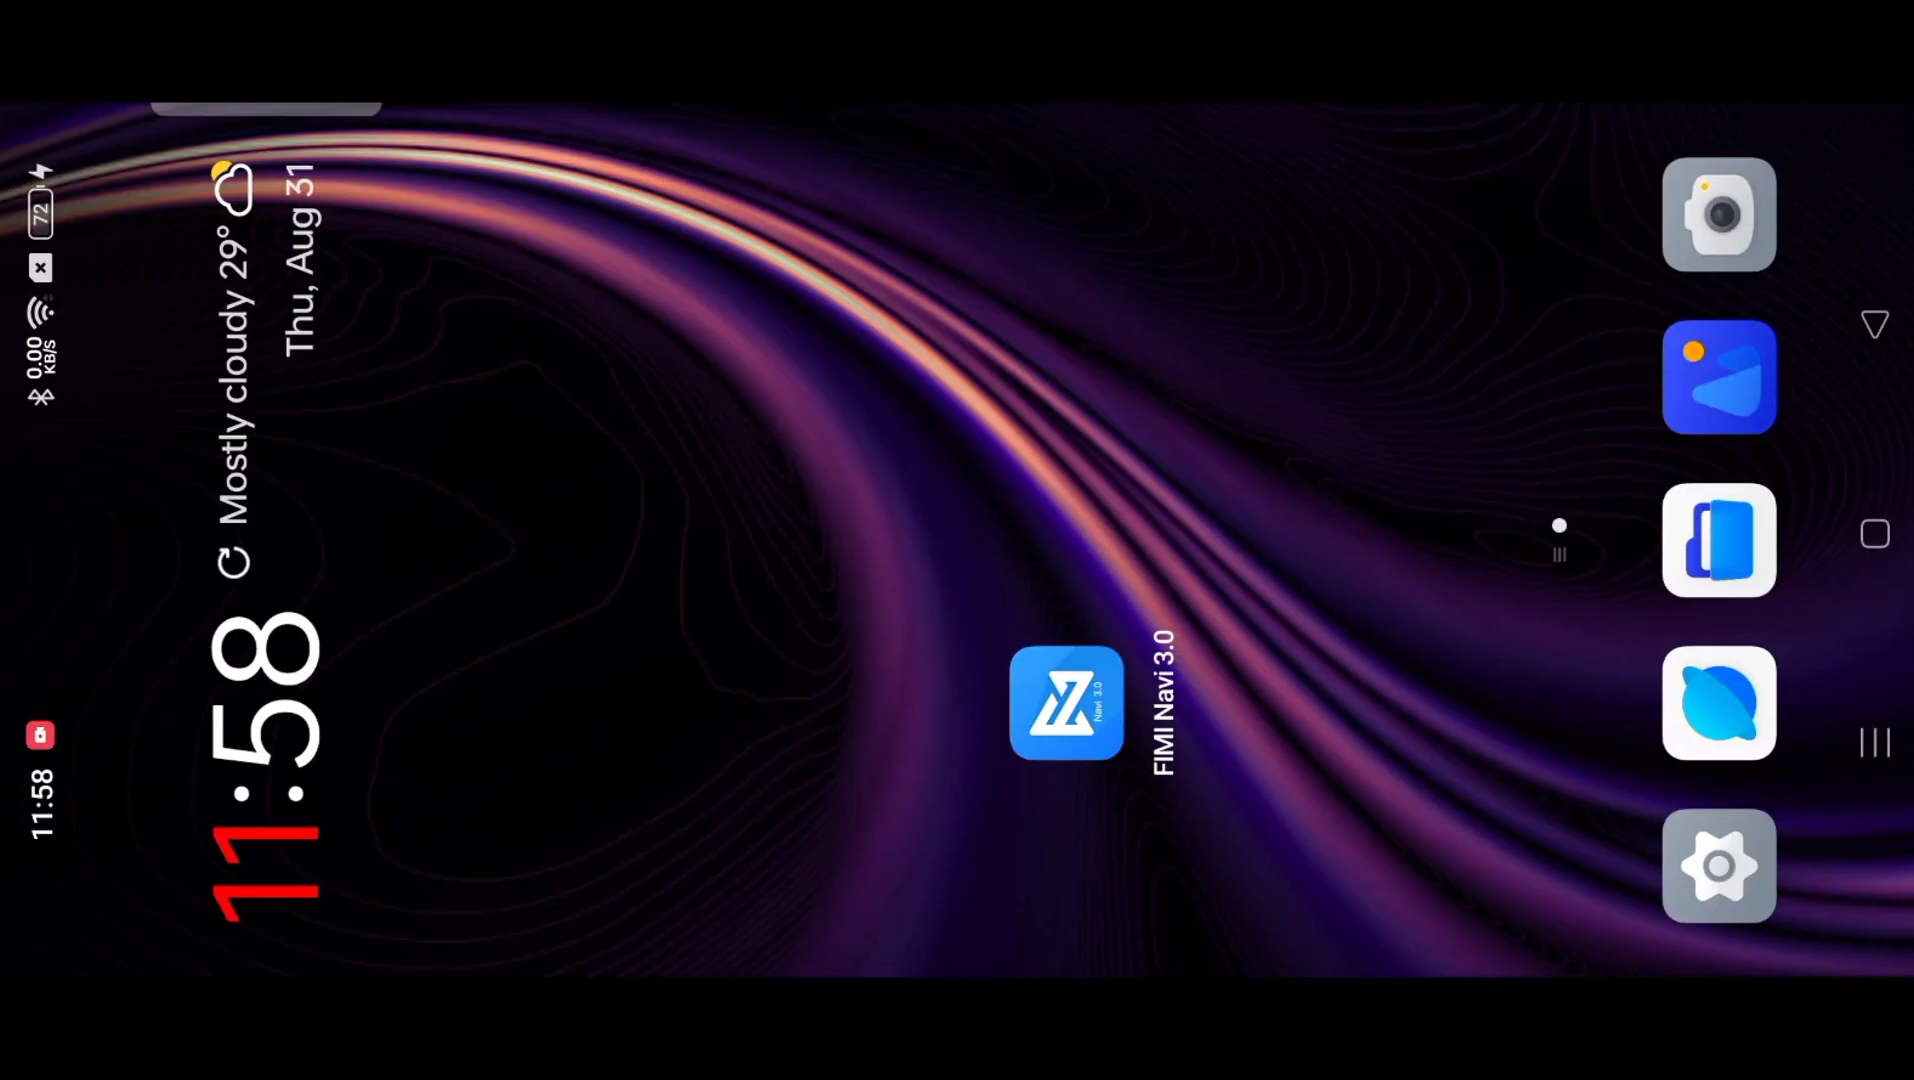 11:58
0.00
KB/S
72
11:58
Mostly cloudy 29°
Thu, Aug 31
Navi 3.0
FIMI Navi 3.0